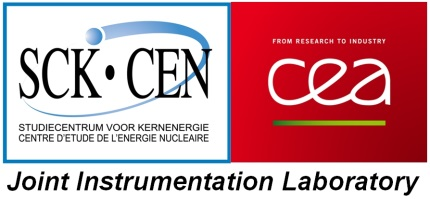 SCK•CEN
STUDIECENTRUM VOOR KERNENERGIE
CENTRE D'ETUDE DE L'ENERGIE NUCLEAIRE
FROM RESEARCH TO INDUSTRY
cea
Joint Instrumentation Laboratory